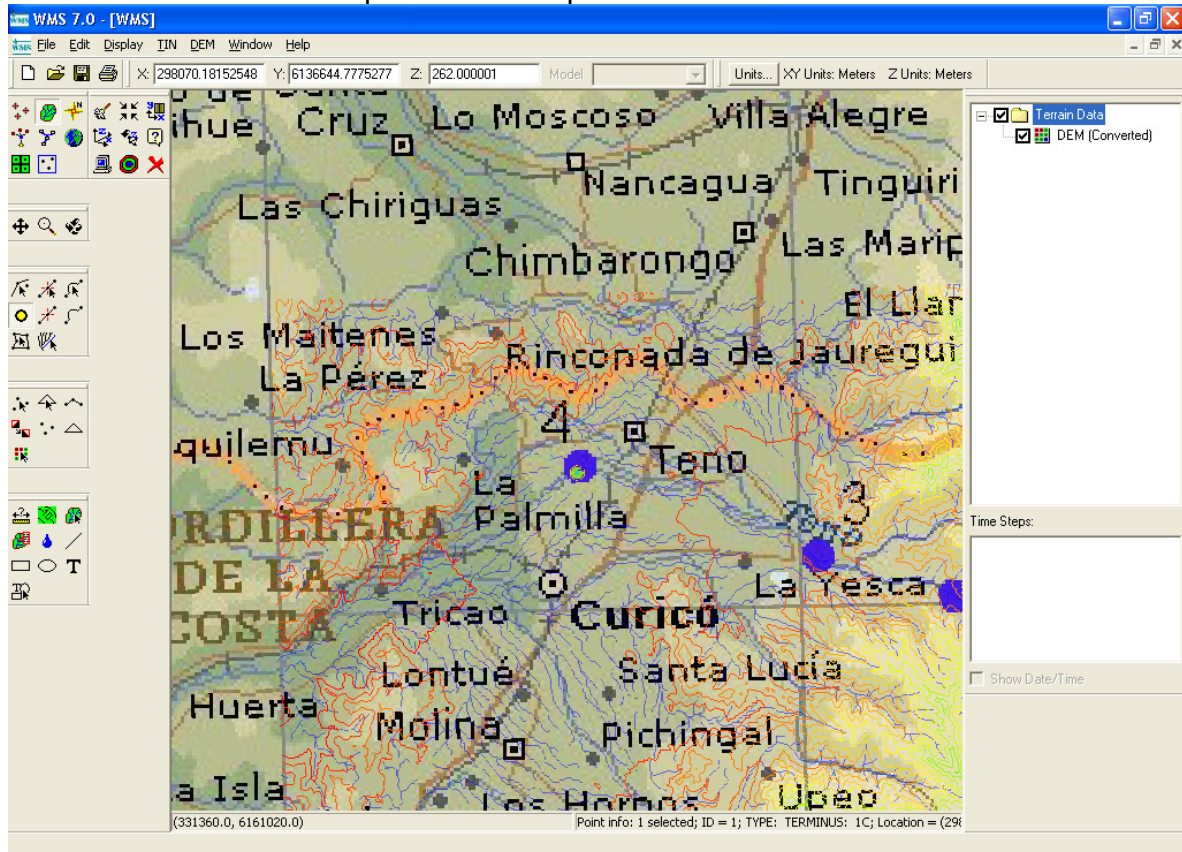 WMS 7.0 - [WMS]
File Edit Display TIN DEM Window Help
X: 298070.18152548 Y: 6136644.7775277 Z: 262.000001 Model Units... XY Units: Meters Z Units: Meters
Terrain Data
DEM (Converted)
ihue Cruz Lo Moscoso Villa Alegre
Nancagua Tinguiri
Las Chiriguas
Chimbarongo Las Marip
El Llan
Los Maitenes
Rinconada de Jauregui
La Pérez
4
quilemu
Teno
La
Palmilla
3
RDILLERA
DE LA
COSTA
La Yesca
Tricao Curicó
Lontué Santa Lucía
Huerta
Molina Pichingal
a Isla
Los Hornos Upeo
Time Steps:
Show Date/Time
(331360.0, 6161020.0) Point info: 1 selected; ID = 1; TYPE: TERMINUS: 1C; Location = (298